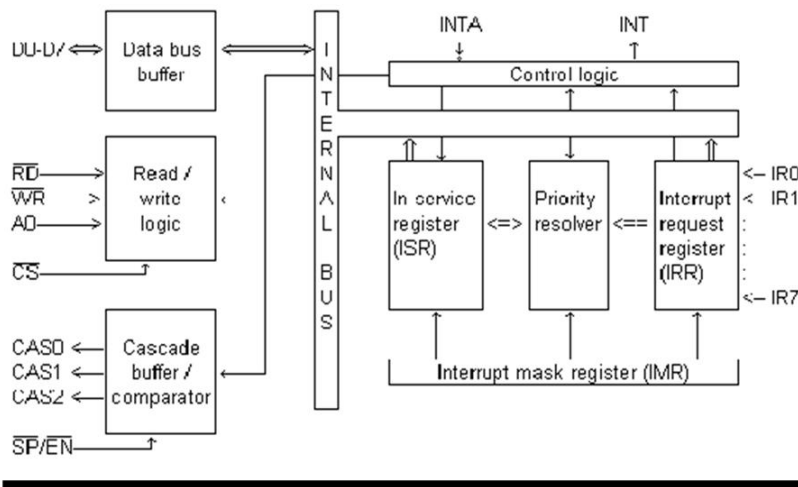 INTA
INT
D0-D7
Data bus
buffer
Control logic
INTERNAL BUS
RD
WR
A0
CS
Read /
write
logic
In service
register
(ISR)
<=>
Priority
resolver
<==
Interrupt
request
register
(IRR)
<– IR0
< IR1
:
:
:
<– IR7
CAS0
CAS1
CAS2
SP/EN
Cascade
buffer /
comparator
Interrupt mask register (IMR)